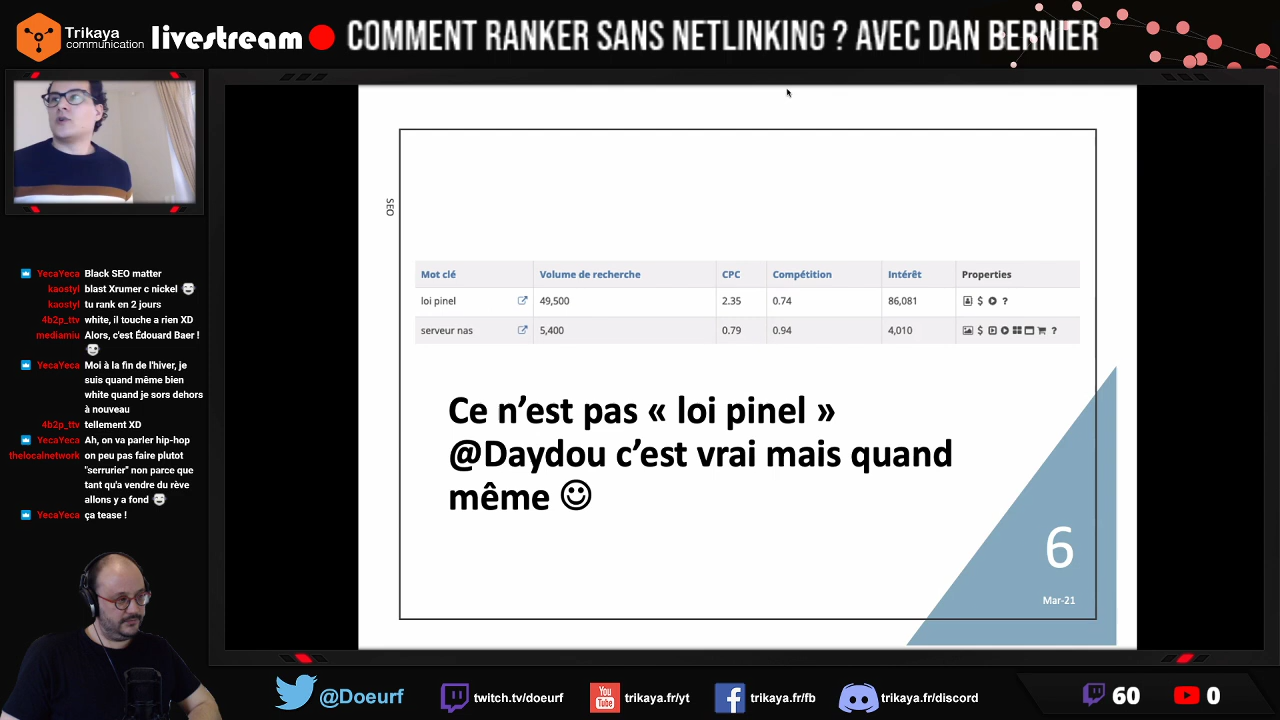 Trikaya
communication
livestream
COMMENT RANKER SANS NETLINKING ? AVEC DAN BERNIER
SEO
Mot clé Volume de recherche CPC Compétition Intérêt Properties
loi pinel 49,500 2.35 0.74 86,081 $ ?
serveur nas 5,400 0.79 0.94 4,010 $ ?
Ce n’est pas « loi pinel »
@Daydou c’est vrai mais quand
même ☺
6
Mar-21
YecaYeca Black SEO matter
kaostyl blast Xrumer c nickel
kaostyl tu rank en 2 jours
4b2p_ttv white, il touche a rien XD
mediamiu Alors, c'est Édouard Baer !
YecaYeca Moi à la fin de l'hiver, je
suis quand même bien
white quand je sors dehors
à nouveau
4b2p_ttv tellement XD
YecaYeca Ah, on va parler hip-hop
thelocalnetwork on peu pas faire plutot
"serrurier" non parce que
tant qu'a vendre du rève
allons y a fond
YecaYeca ça tease !
@Doeurf twitch.tv/doeurf You Tube trikaya.fr/yt trikaya.fr/fb trikaya.fr/discord 60 0